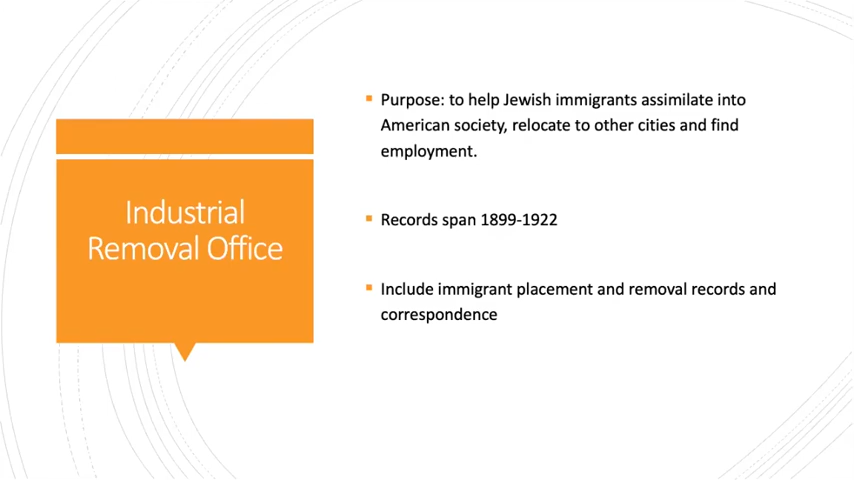 Industrial
Removal Office
Purpose: to help Jewish immigrants assimilate into
American society, relocate to other cities and find
employment.
Records span 1899-1922
Include immigrant placement and removal records and
correspondence